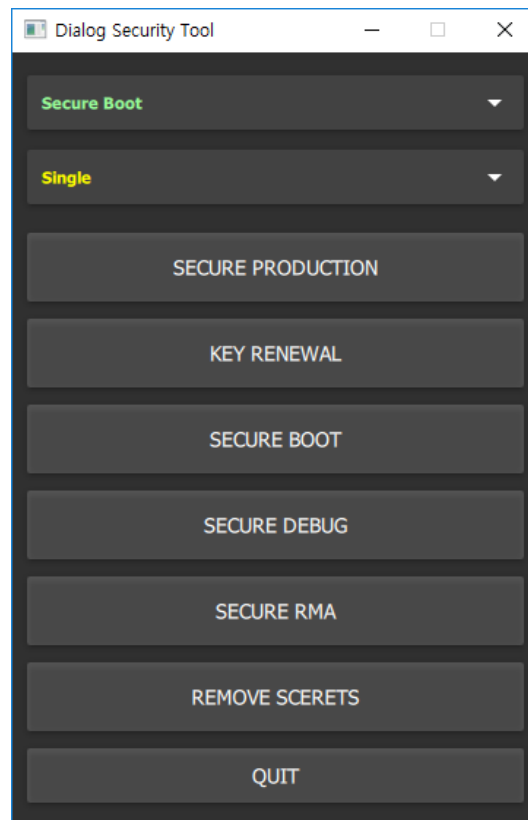 Dialog Security Tool
Secure Boot
Single
SECURE PRODUCTION
KEY RENEWAL
SECURE BOOT
SECURE DEBUG
SECURE RMA
REMOVE SCERETS
QUIT